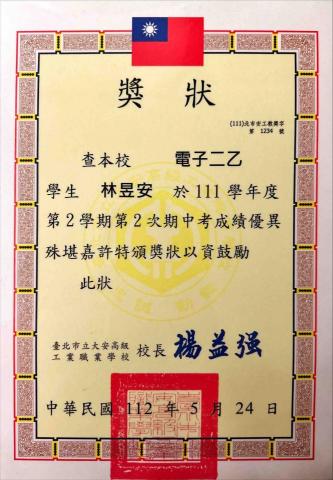 獎狀
(111)北市安工教獎字
第 1234 號
查本校 電子二乙
學生 林昱安 於111學年度
第2學期第2次期中考成績優異
殊堪嘉許特頒獎狀以資鼓勵
此狀
臺北市立大安高級
工業職業學校 校長 楊益强
中華民國 112 年 5 月 24 日